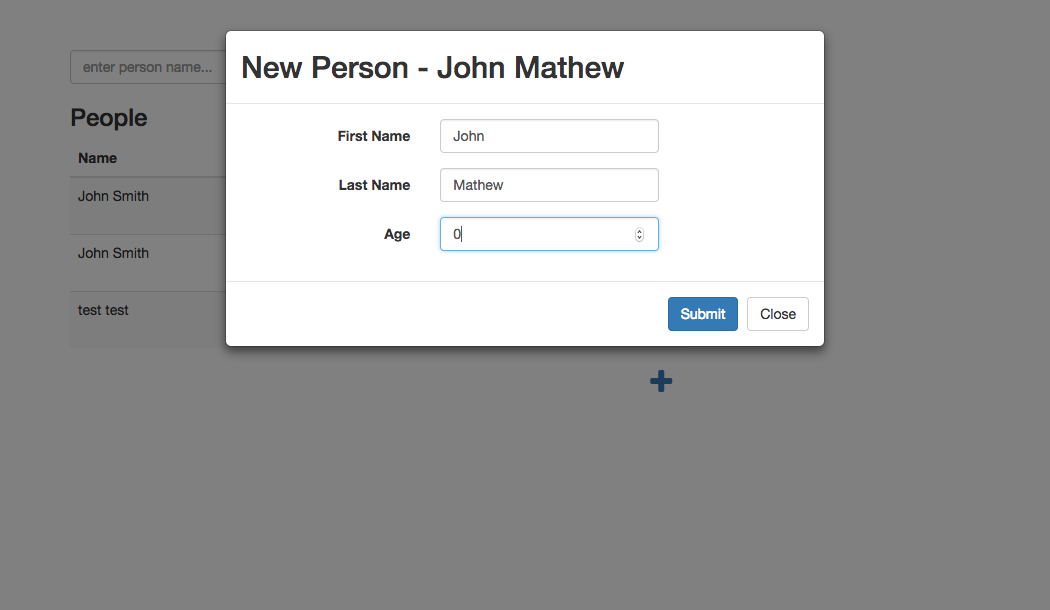 enter person name...
People
Name
John Smith
John Smith
test test
New Person - John Mathew
First Name John
Last Name Mathew
Age 0
Submit Close